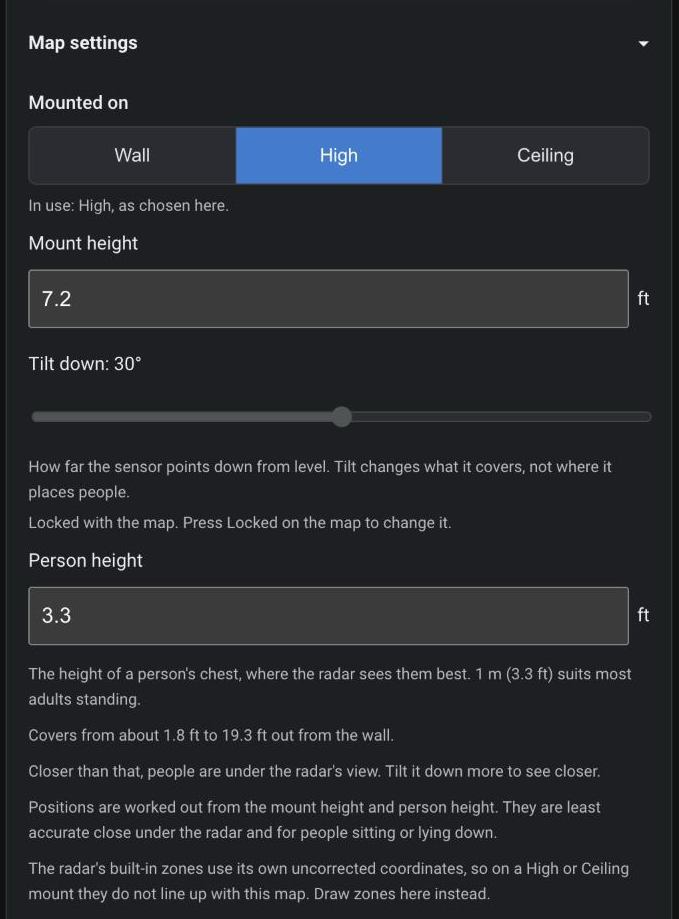 Map settings
Mounted on
Wall
High
Ceiling
In use: High, as chosen here.
Mount height
7.2
ft
Tilt down: 30°
How far the sensor points down from level. Tilt changes what it covers, not where it
places people.
Locked with the map. Press Locked on the map to change it.
Person height
3.3
ft
The height of a person's chest, where the radar sees them best. 1 m (3.3 ft) suits most
adults standing.
Covers from about 1.8 ft to 19.3 ft out from the wall.
Closer than that, people are under the radar's view. Tilt it down more to see closer.
Positions are worked out from the mount height and person height. They are least
accurate close under the radar and for people sitting or lying down.
The radar's built-in zones use its own uncorrected coordinates, so on a High or Ceiling
mount they do not line up with this map. Draw zones here instead.